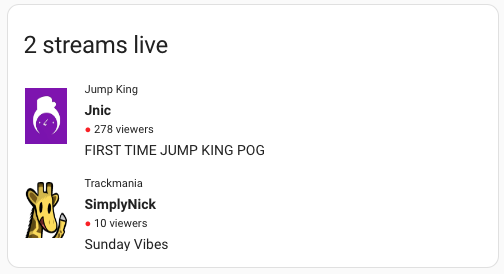 2 streams live
Jump King
Jnic
● 278 viewers
FIRST TIME JUMP KING POG
Trackmania
SimplyNick
● 10 viewers
Sunday Vibes